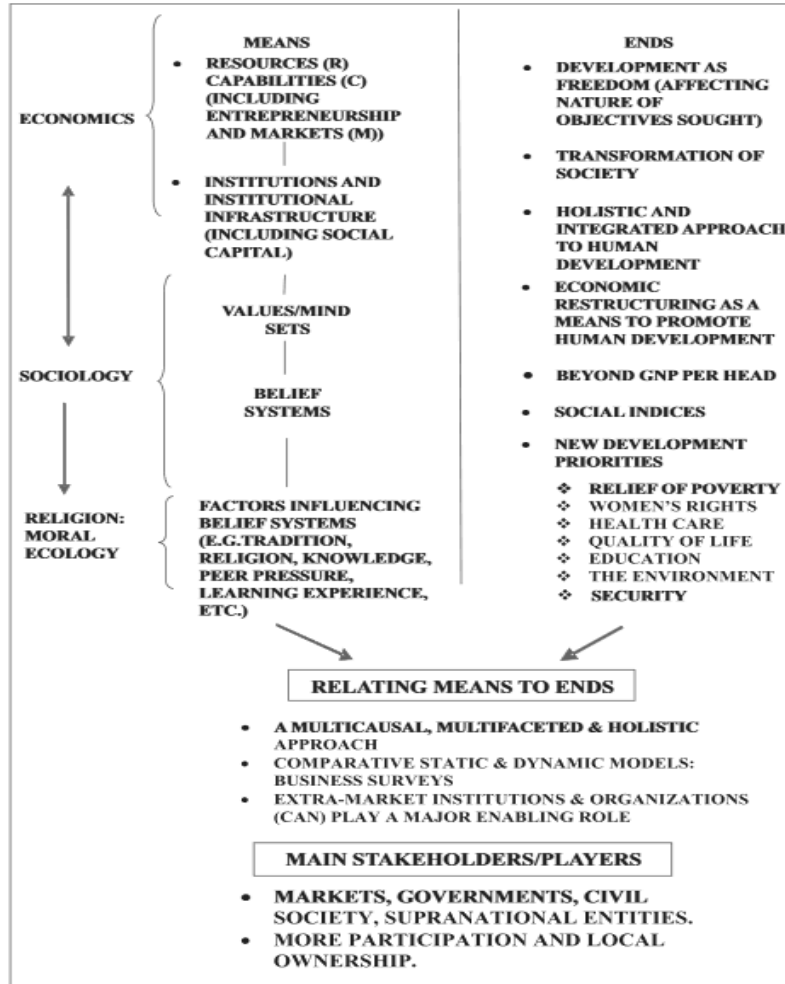 MEANS
• RESOURCES (R)
CAPABILITIES (C)
(INCLUDING
ENTREPRENEURSHIP
AND MARKETS (M))
ECONOMICS
• INSTITUTIONS AND
INSTITUTIONAL
INFRASTRUCTURE
(INCLUDING SOCIAL
CAPITAL)
VALUES/MIND
SETS
SOCIOLOGY
BELIEF
SYSTEMS
RELIGION:
MORAL
ECOLOGY
FACTORS INFLUENCING
BELIEF SYSTEMS
(E.G.TRADITION,
RELIGION, KNOWLEDGE,
PEER PRESSURE,
LEARNING EXPERIENCE,
ETC.)
ENDS
• DEVELOPMENT AS
FREEDOM (AFFECTING
NATURE OF
OBJECTIVES SOUGHT)
• TRANSFORMATION OF
SOCIETY
• HOLISTIC AND
INTEGRATED APPROACH
TO HUMAN
DEVELOPMENT
• ECONOMIC
RESTRUCTURING AS A
MEANS TO PROMOTE
HUMAN DEVELOPMENT
• BEYOND GNP PER HEAD
• SOCIAL INDICES
• NEW DEVELOPMENT
PRIORITIES
❖ RELIEF OF POVERTY
❖ WOMEN'S RIGHTS
❖ HEALTH CARE
❖ QUALITY OF LIFE
❖ EDUCATION
❖ THE ENVIRONMENT
❖ SECURITY
RELATING MEANS TO ENDS
• A MULTICAUSAL, MULTIFACETED & HOLISTIC
APPROACH
• COMPARATIVE STATIC & DYNAMIC MODELS:
BUSINESS SURVEYS
• EXTRA-MARKET INSTITUTIONS & ORGANIZATIONS
(CAN) PLAY A MAJOR ENABLING ROLE
MAIN STAKEHOLDERS/PLAYERS
• MARKETS, GOVERNMENTS, CIVIL
SOCIETY, SUPRANATIONAL ENTITIES.
• MORE PARTICIPATION AND LOCAL
OWNERSHIP.